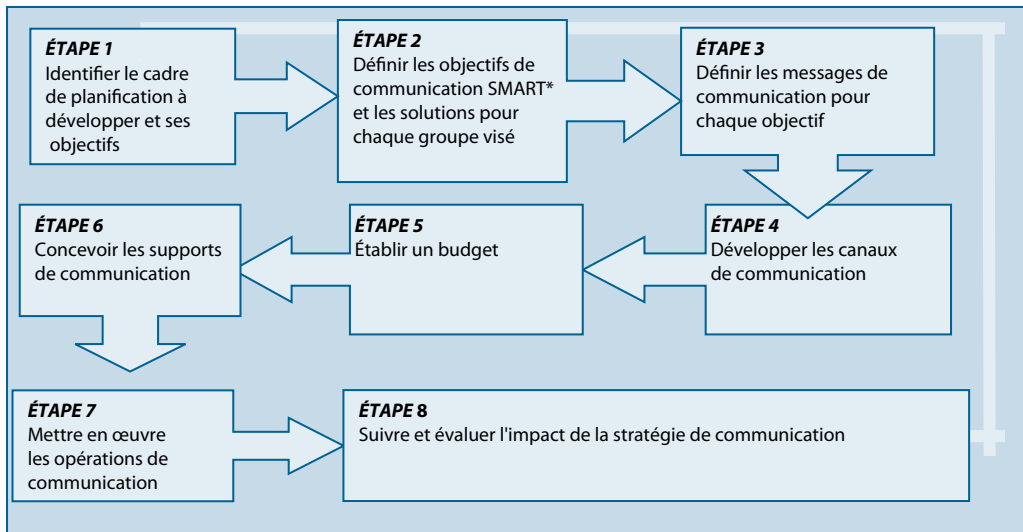 ÉTAPE 1
Identifier le cadre
de planification à
développer et ses
objectifs
ÉTAPE 2
Définir les objectifs de
communication SMART*
et les solutions pour
chaque groupe visé
ÉTAPE 3
Définir les messages de
communication pour
chaque objectif
ÉTAPE 4
Développer les canaux
de communication
ÉTAPE 5
Établir un budget
ÉTAPE 6
Concevoir les supports
de communication
ÉTAPE 7
Mettre en œuvre
les opérations de
communication
ÉTAPE 8
Suivre et évaluer l'impact de la stratégie de communication